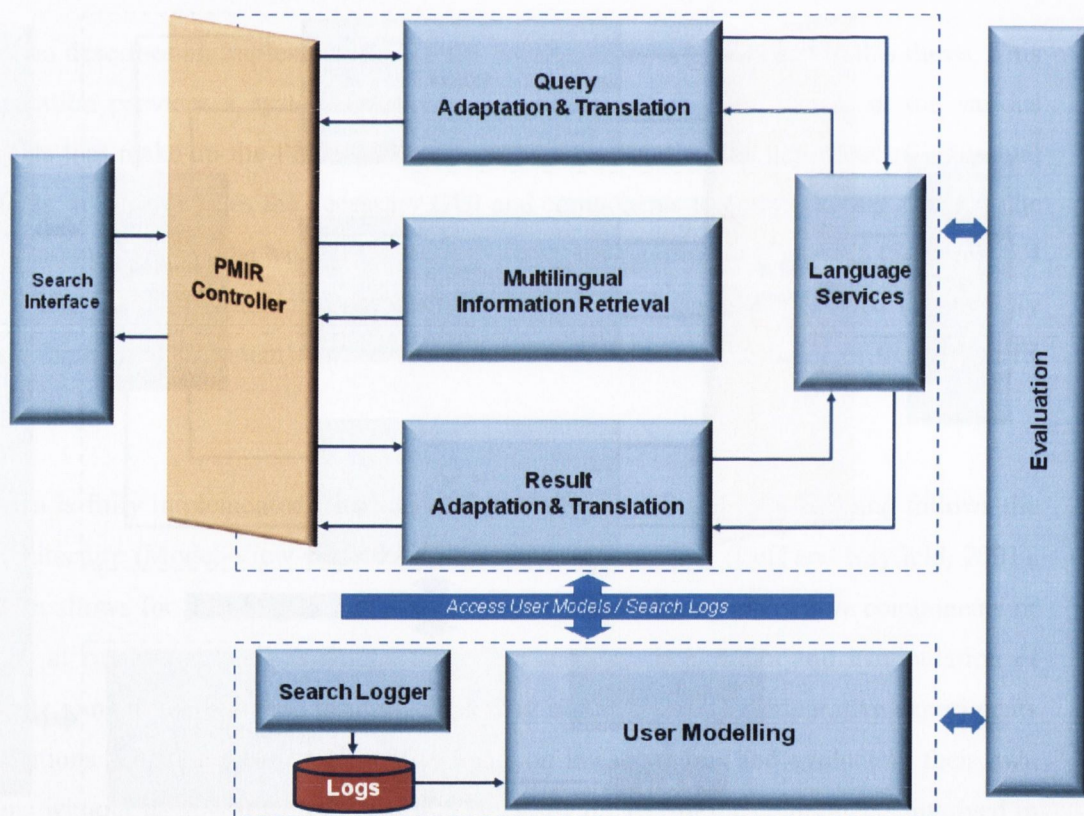 Query
Adaptation & Translation
Search
Interface
PMIR
Controller
Multilingual
Information Retrieval
Language
Services
Result
Adaptation & Translation
Evaluation
Access User Models / Search Logs
Search Logger
Logs
User Modelling